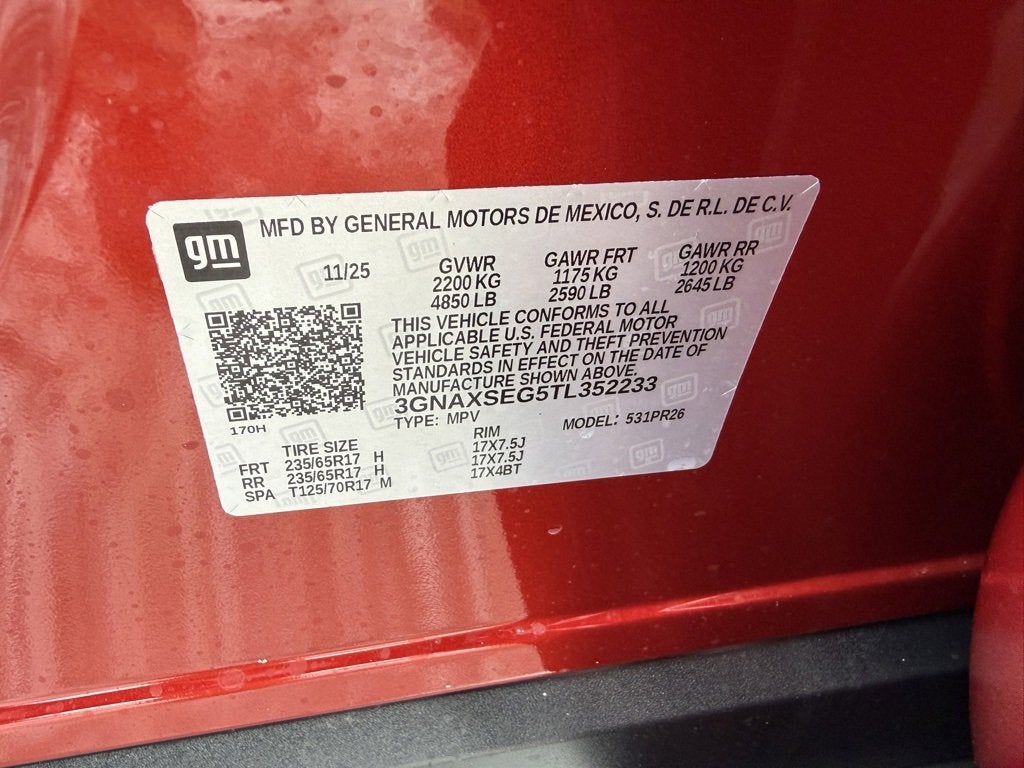 gm
MFD BY GENERAL MOTORS DE MEXICO, S. DE R.L. DE C.V.
11/25
GVWR
2200 KG
4850 LB
GAWR FRT
1175 KG
2590 LB
GAWR RR
1200 KG
2645 LB
THIS VEHICLE CONFORMS TO ALL
APPLICABLE U.S. FEDERAL MOTOR
VEHICLE SAFETY AND THEFT PREVENTION
STANDARDS IN EFFECT ON THE DATE OF
MANUFACTURE SHOWN ABOVE.
3GNAXSEG5TL352233
TYPE: MPV MODEL: 531PR26
170H
TIRE SIZE RIM
FRT 235/65R17 H 17X7.5J
RR 235/65R17 H 17X7.5J
SPA T125/70R17 M 17X4BT